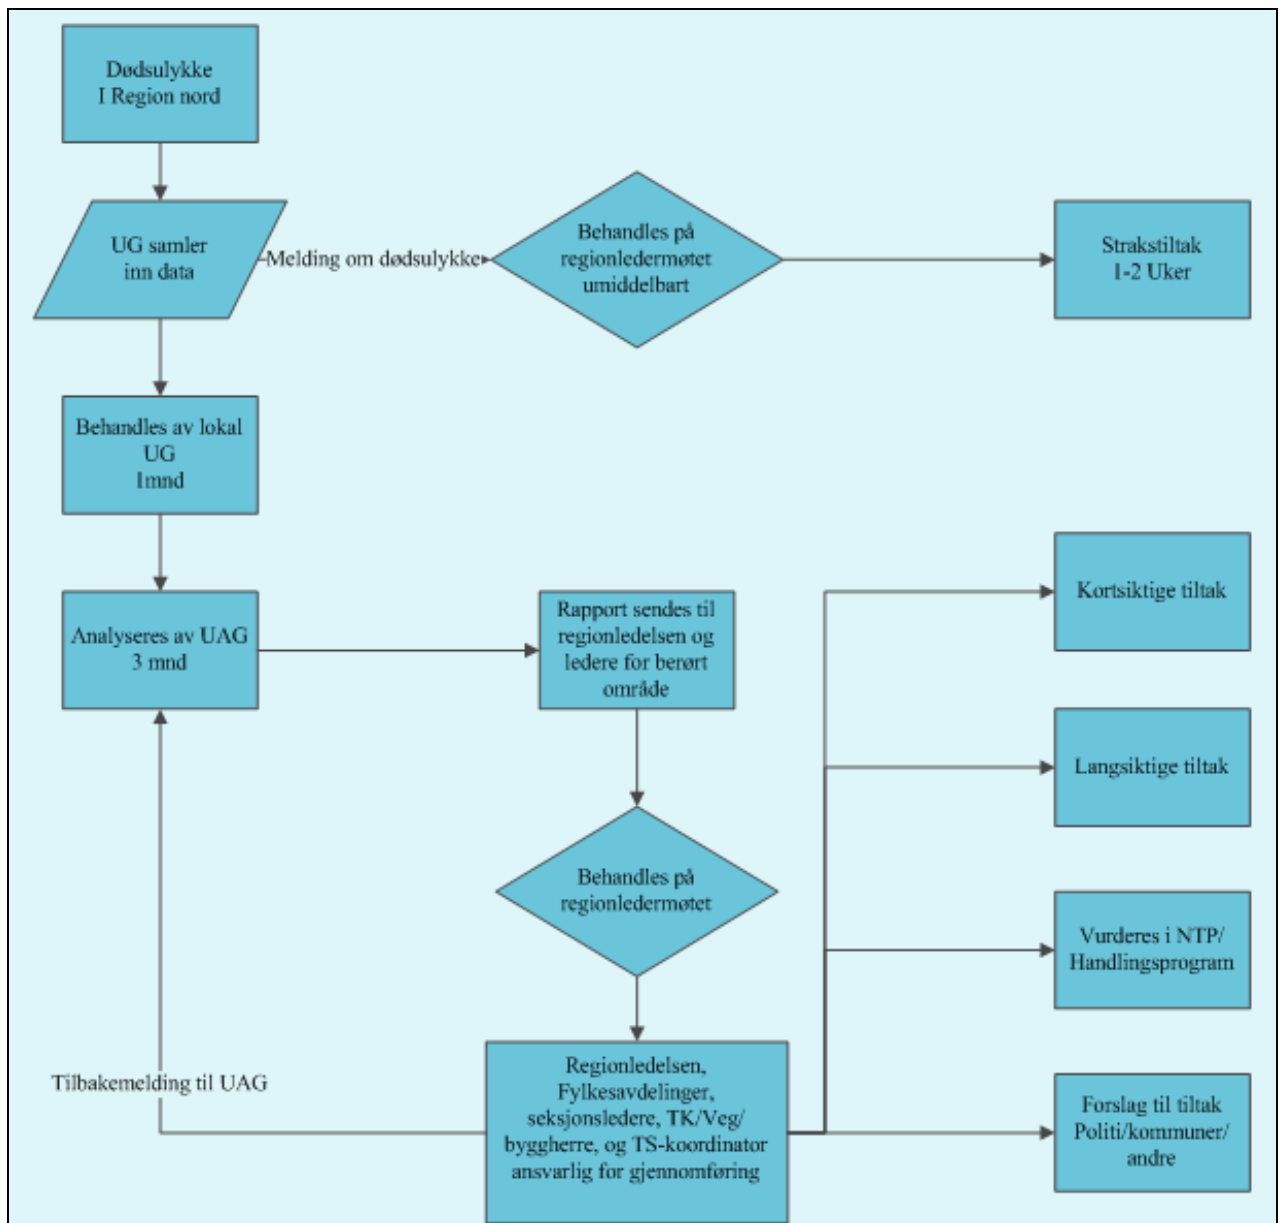 Dødsulykke
I Region nord
UG samler
inn data
Melding om dødsulykke
Behandles på
regionledermøtet
umiddelbart
Strakstiltak
1-2 Uker
Behandles av lokal
UG
1mnd
Analyseres av UAG
3 mnd
Rapport sendes til
regionledelsen og
ledere for berørt
område
Kortsiktige tiltak
Langsiktige tiltak
Behandles på
regionledermøtet
Vurderes i NTP/
Handlingsprogram
Tilbakemelding til UAG
Regionledelsen,
Fylkesavdelinger,
seksjonsledere, TK/Veg/
byggherre, og TS-koordinator
ansvarlig for gjennomføring
Forslag til tiltak
Politi/kommuner/
andre